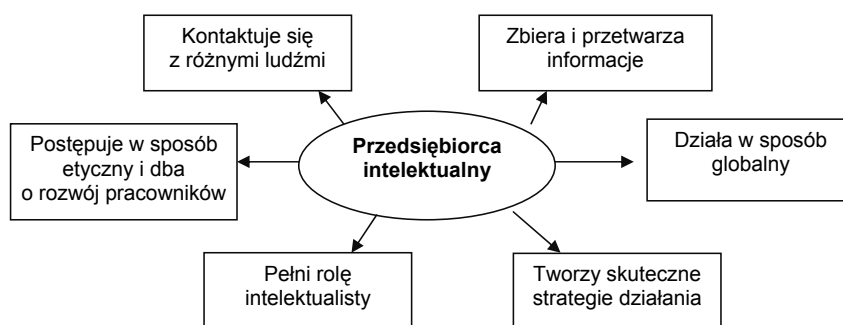 Kontaktuje się
z różnymi ludźmi
Zbiera i przetwarza
informacje
Postępuje w sposób
etyczny i dba
o rozwój pracowników
Przedsiębiorca
intelektualny
Działa w sposób
globalny
Pełni rolę
intelektualisty
Tworzy skuteczne
strategie działania